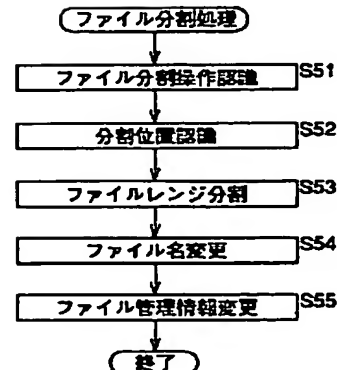 ファイル分割処理
ファイル分割操作認識 S51
分割位置認識 S52
ファイルレンジ分割 S53
ファイル名変更 S54
ファイル管理情報変更 S55
終了